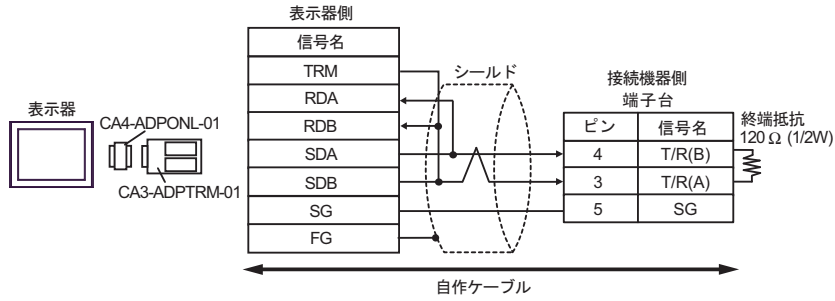 表示器側
信号名
TRM
RDA
RDB
SDA
SDB
SG
FG
シールド
接続機器側
端子台
ピン 信号名
4 T/R(B)
3 T/R(A)
5 SG
終端抵抗
120Ω (1/2W)
表示器
CA4-ADPONL-01
CA3-ADPTRM-01
自作ケーブル